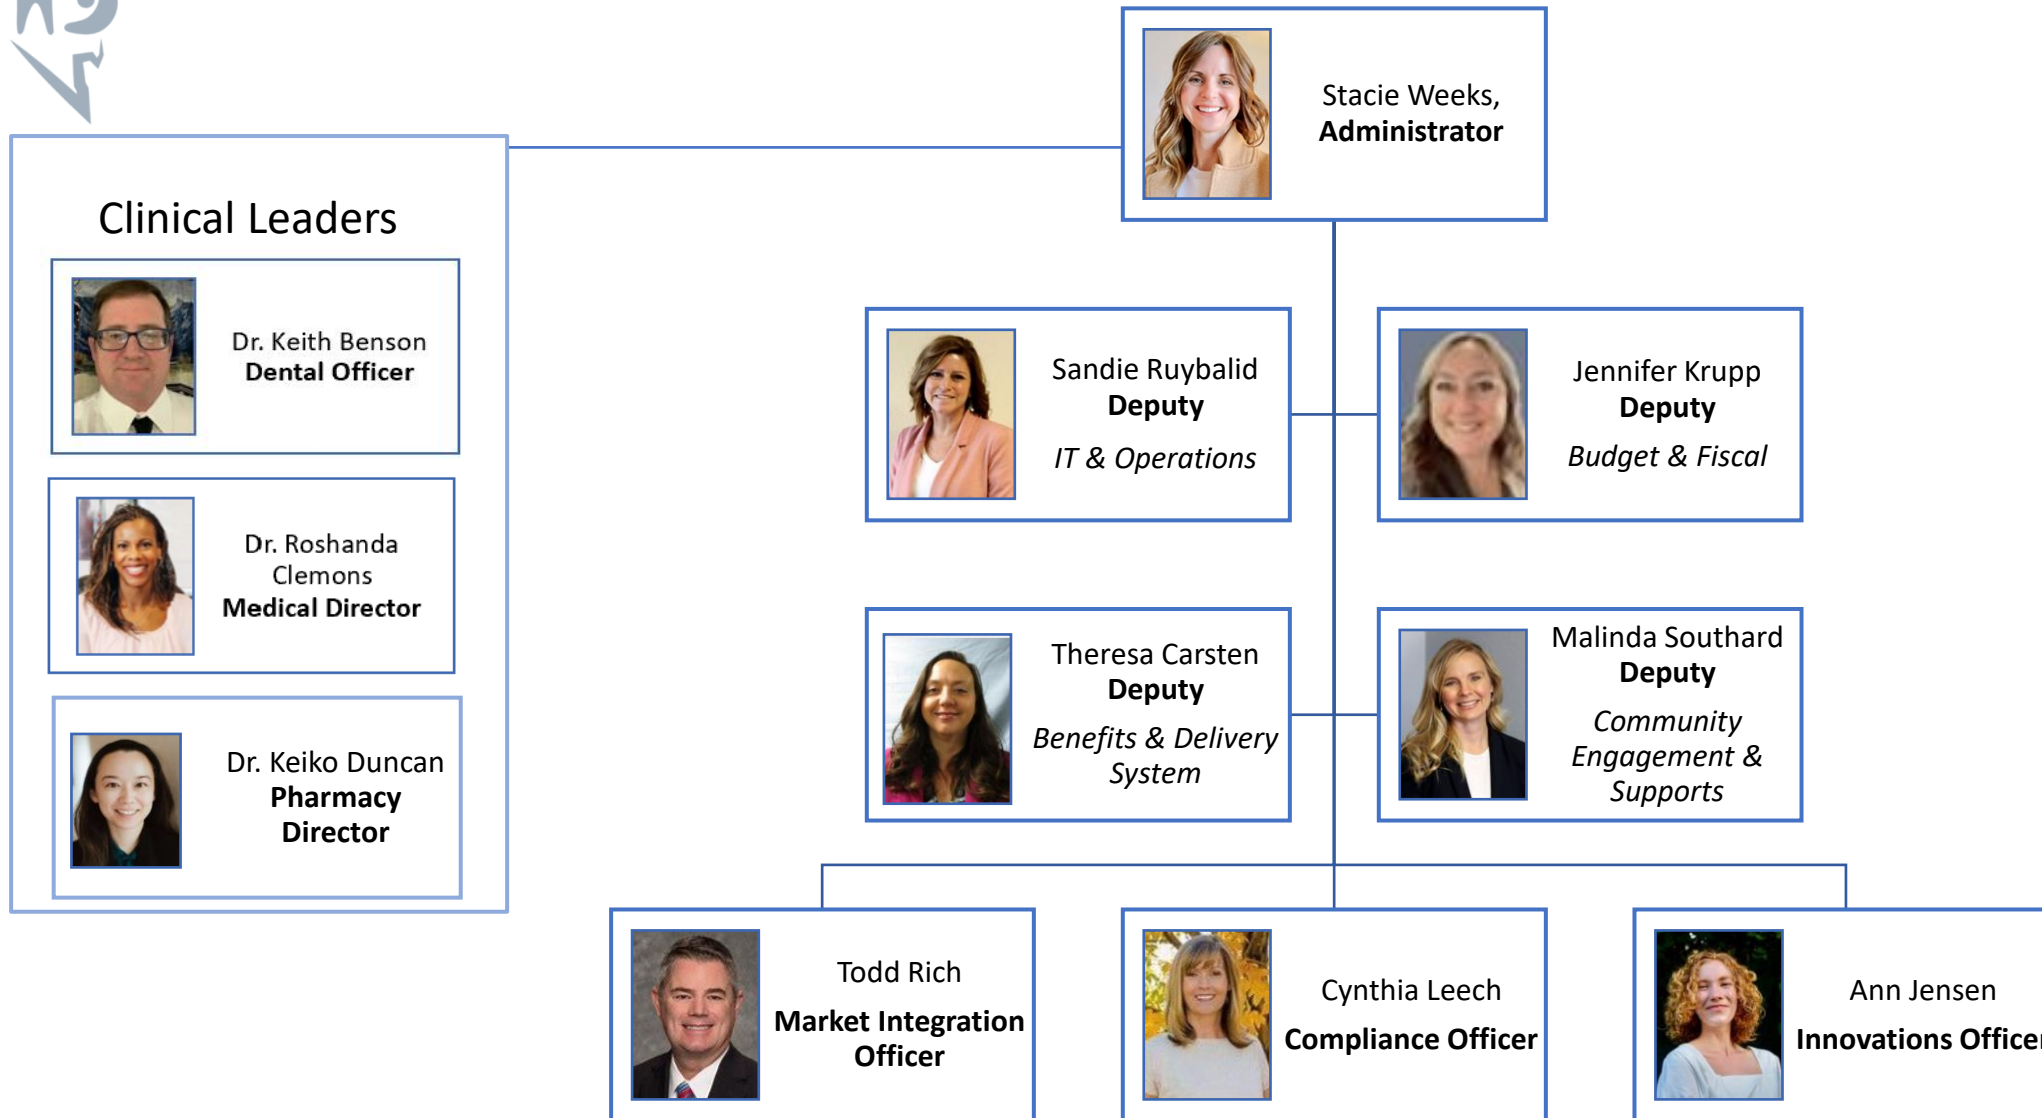 Stacie Weeks,
Administrator
Clinical Leaders
Dr. Keith Benson
Dental Officer
Dr. Roshanda
Clemons
Medical Director
Dr. Keiko Duncan
Pharmacy
Director
Sandie Ruybalid
Deputy
IT & Operations
Jennifer Krupp
Deputy
Budget & Fiscal
Theresa Carsten
Deputy
Benefits & Delivery
System
Malinda Southard
Deputy
Community
Engagement &
Supports
Todd Rich
Market Integration
Officer
Cynthia Leech
Compliance Officer
Ann Jensen
Innovations Officer